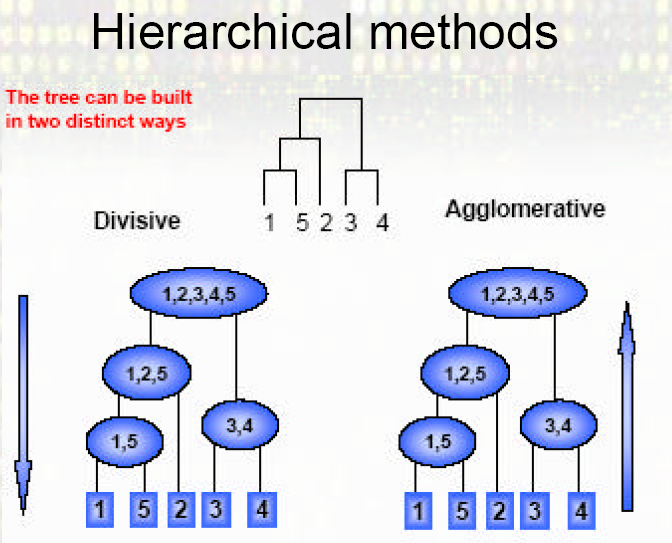 Hierarchical methods
The tree can be built
in two distinct ways
1 5 2 3 4
Divisive
Agglomerative
1,2,3,4,5
1,2,5
3,4
1,5
1 5 2 3 4
1,2,3,4,5
1,2,5
3,4
1,5
1 5 2 3 4